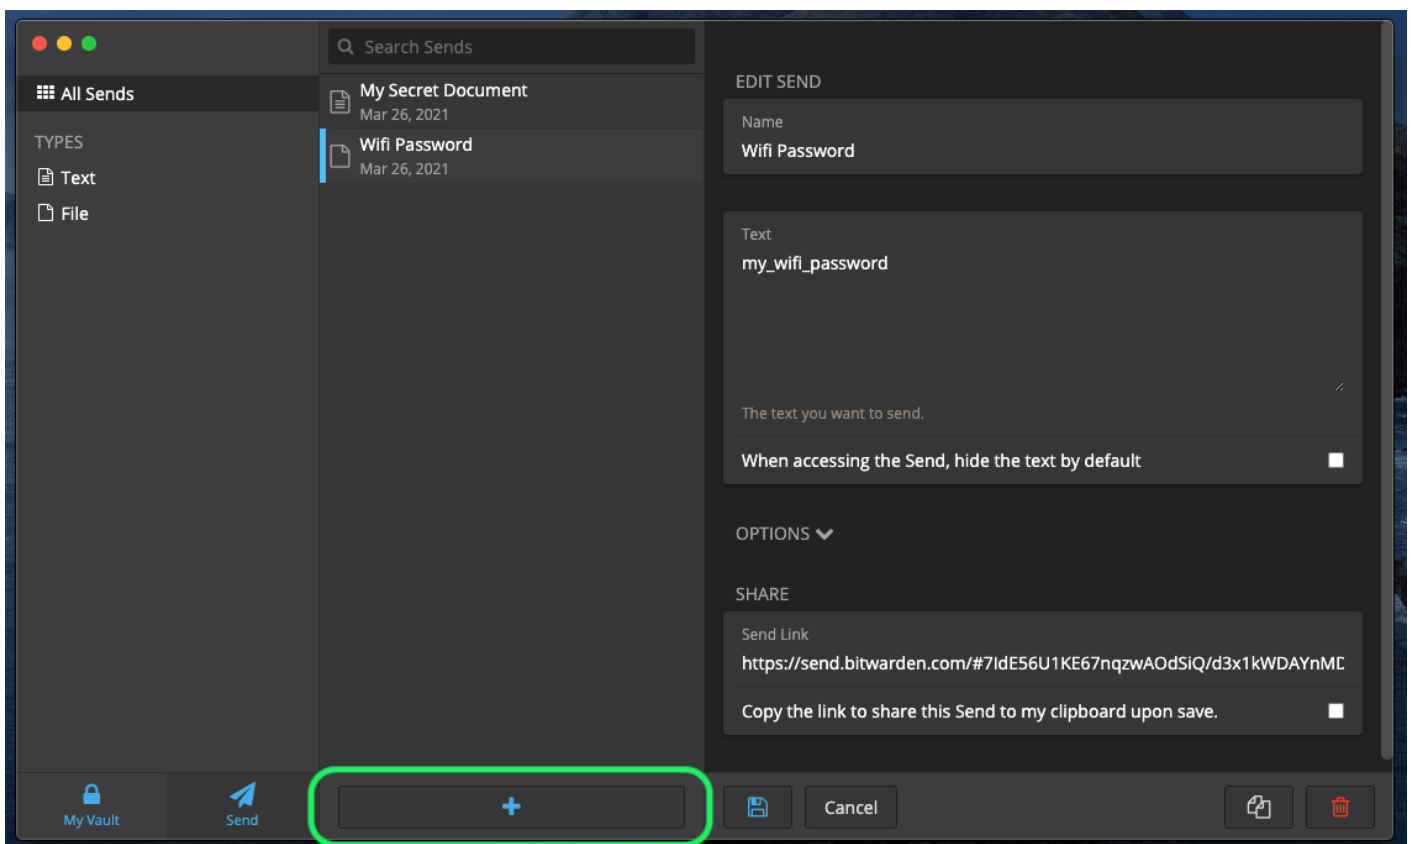 Search Sends
All Sends
TYPES
Text
File
My Secret Document
Mar 26, 2021
Wifi Password
Mar 26, 2021
EDIT SEND
Name
Wifi Password
Text
my_wifi_password
The text you want to send.
When accessing the Send, hide the text by default
OPTIONS
SHARE
Send Link
https://send.bitwarden.com/#7IdE56U1KE67nqzwAOdSiQ/d3x1kWDAYnMD
Copy the link to share this Send to my clipboard upon save.
My Vault
Send
Cancel